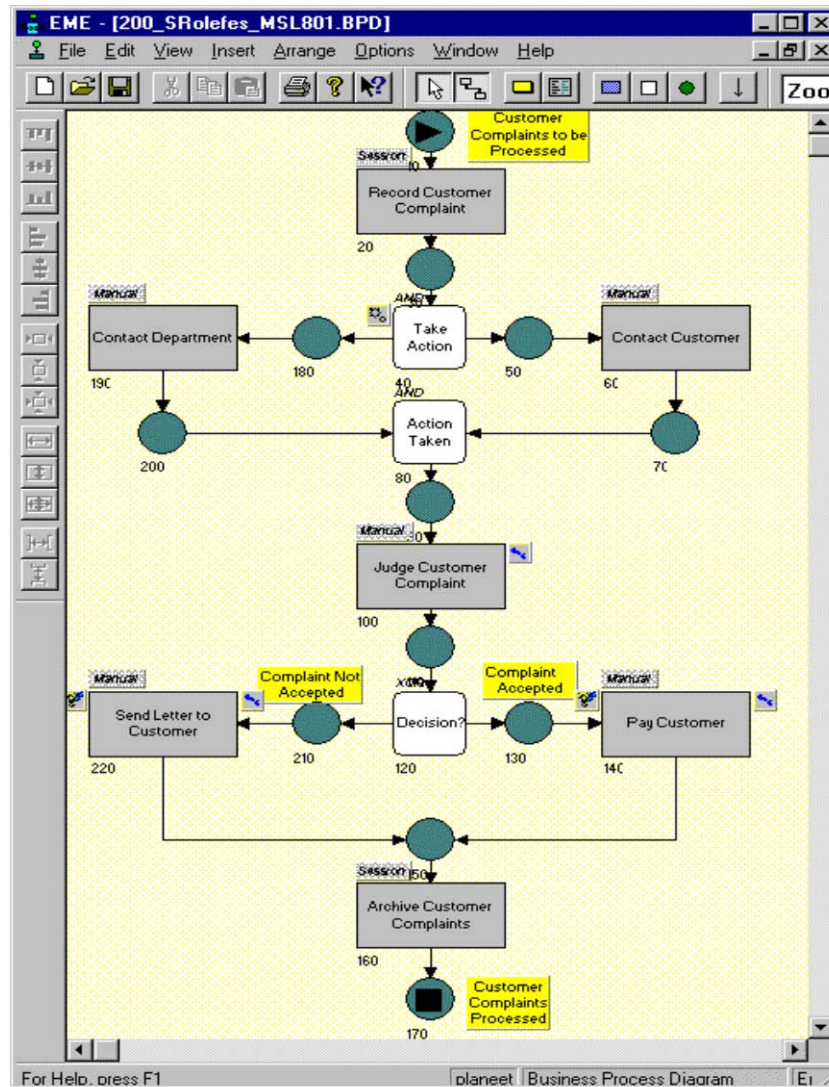 EME - [200_SRolefes_MSL801.BPD]
File Edit View Insert Arrange Options Window Help
Zoo
Customer
Complaints to be
Processed
Session
Record Customer
Complaint
20
AND
Manual
Manual
Contact Department
Take
Action
Contact Customer
180
50
190
40
60
AND
Action
Taken
200
70
80
Manual
Judge Customer
Complaint
100
Manual
Complaint Not
Accepted
Complaint
Accepted
Manual
Send Letter to
Customer
Decision?
Pay Customer
220
210
120
130
140
Session
Archive Customer
Complaints
160
Customer
Complaints
Processed
170
For Help, press F1
planeet
Business Process Diagram